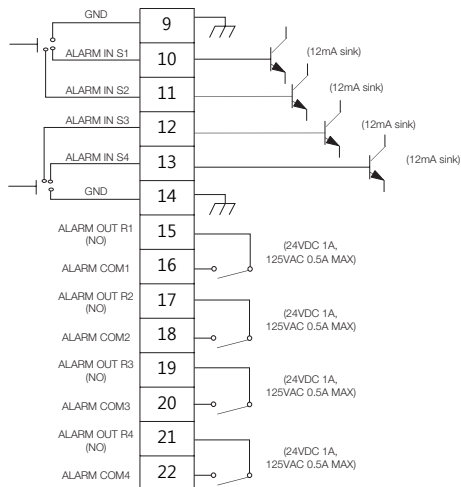 GND
9
ALARM IN S1
10
(12mA sink)
ALARM IN S2
11
(12mA sink)
ALARM IN S3
12
(12mA sink)
ALARM IN S4
13
(12mA sink)
GND
14
ALARM OUT R1
(NO)
15
(24VDC 1A,
125VAC 0.5A MAX)
ALARM COM1
16
ALARM OUT R2
(NO)
17
(24VDC 1A,
125VAC 0.5A MAX)
ALARM COM2
18
ALARM OUT R3
(NO)
19
(24VDC 1A,
125VAC 0.5A MAX)
ALARM COM3
20
ALARM OUT R4
(NO)
21
(24VDC 1A,
125VAC 0.5A MAX)
ALARM COM4
22